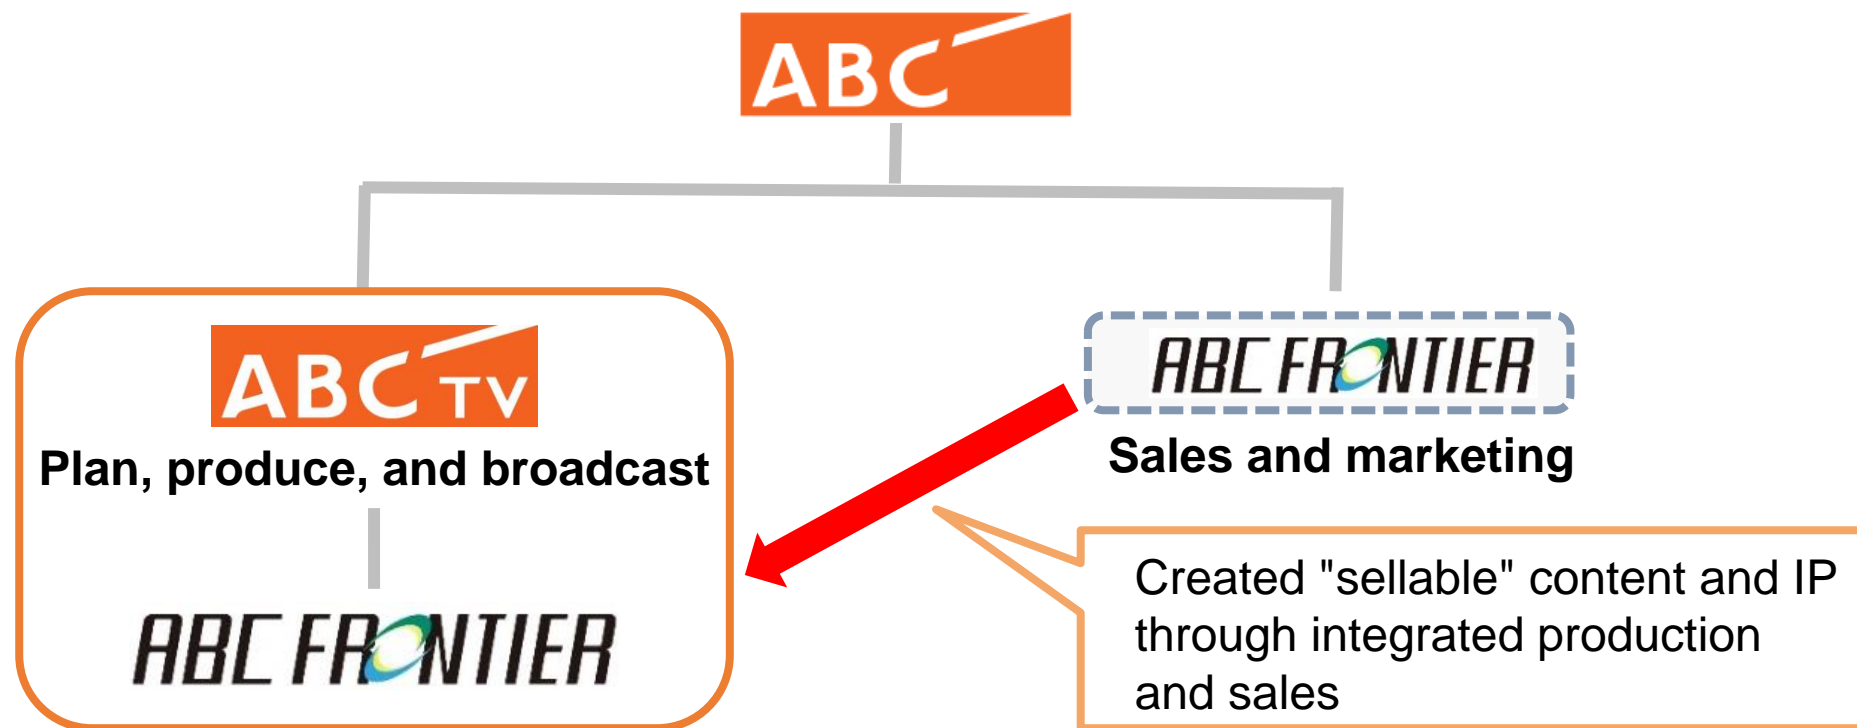 ABC
ABC TV
Plan, produce, and broadcast
ABC FRONTIER
ABC FRONTIER
Sales and marketing
Created "sellable" content and IP
through integrated production
and sales